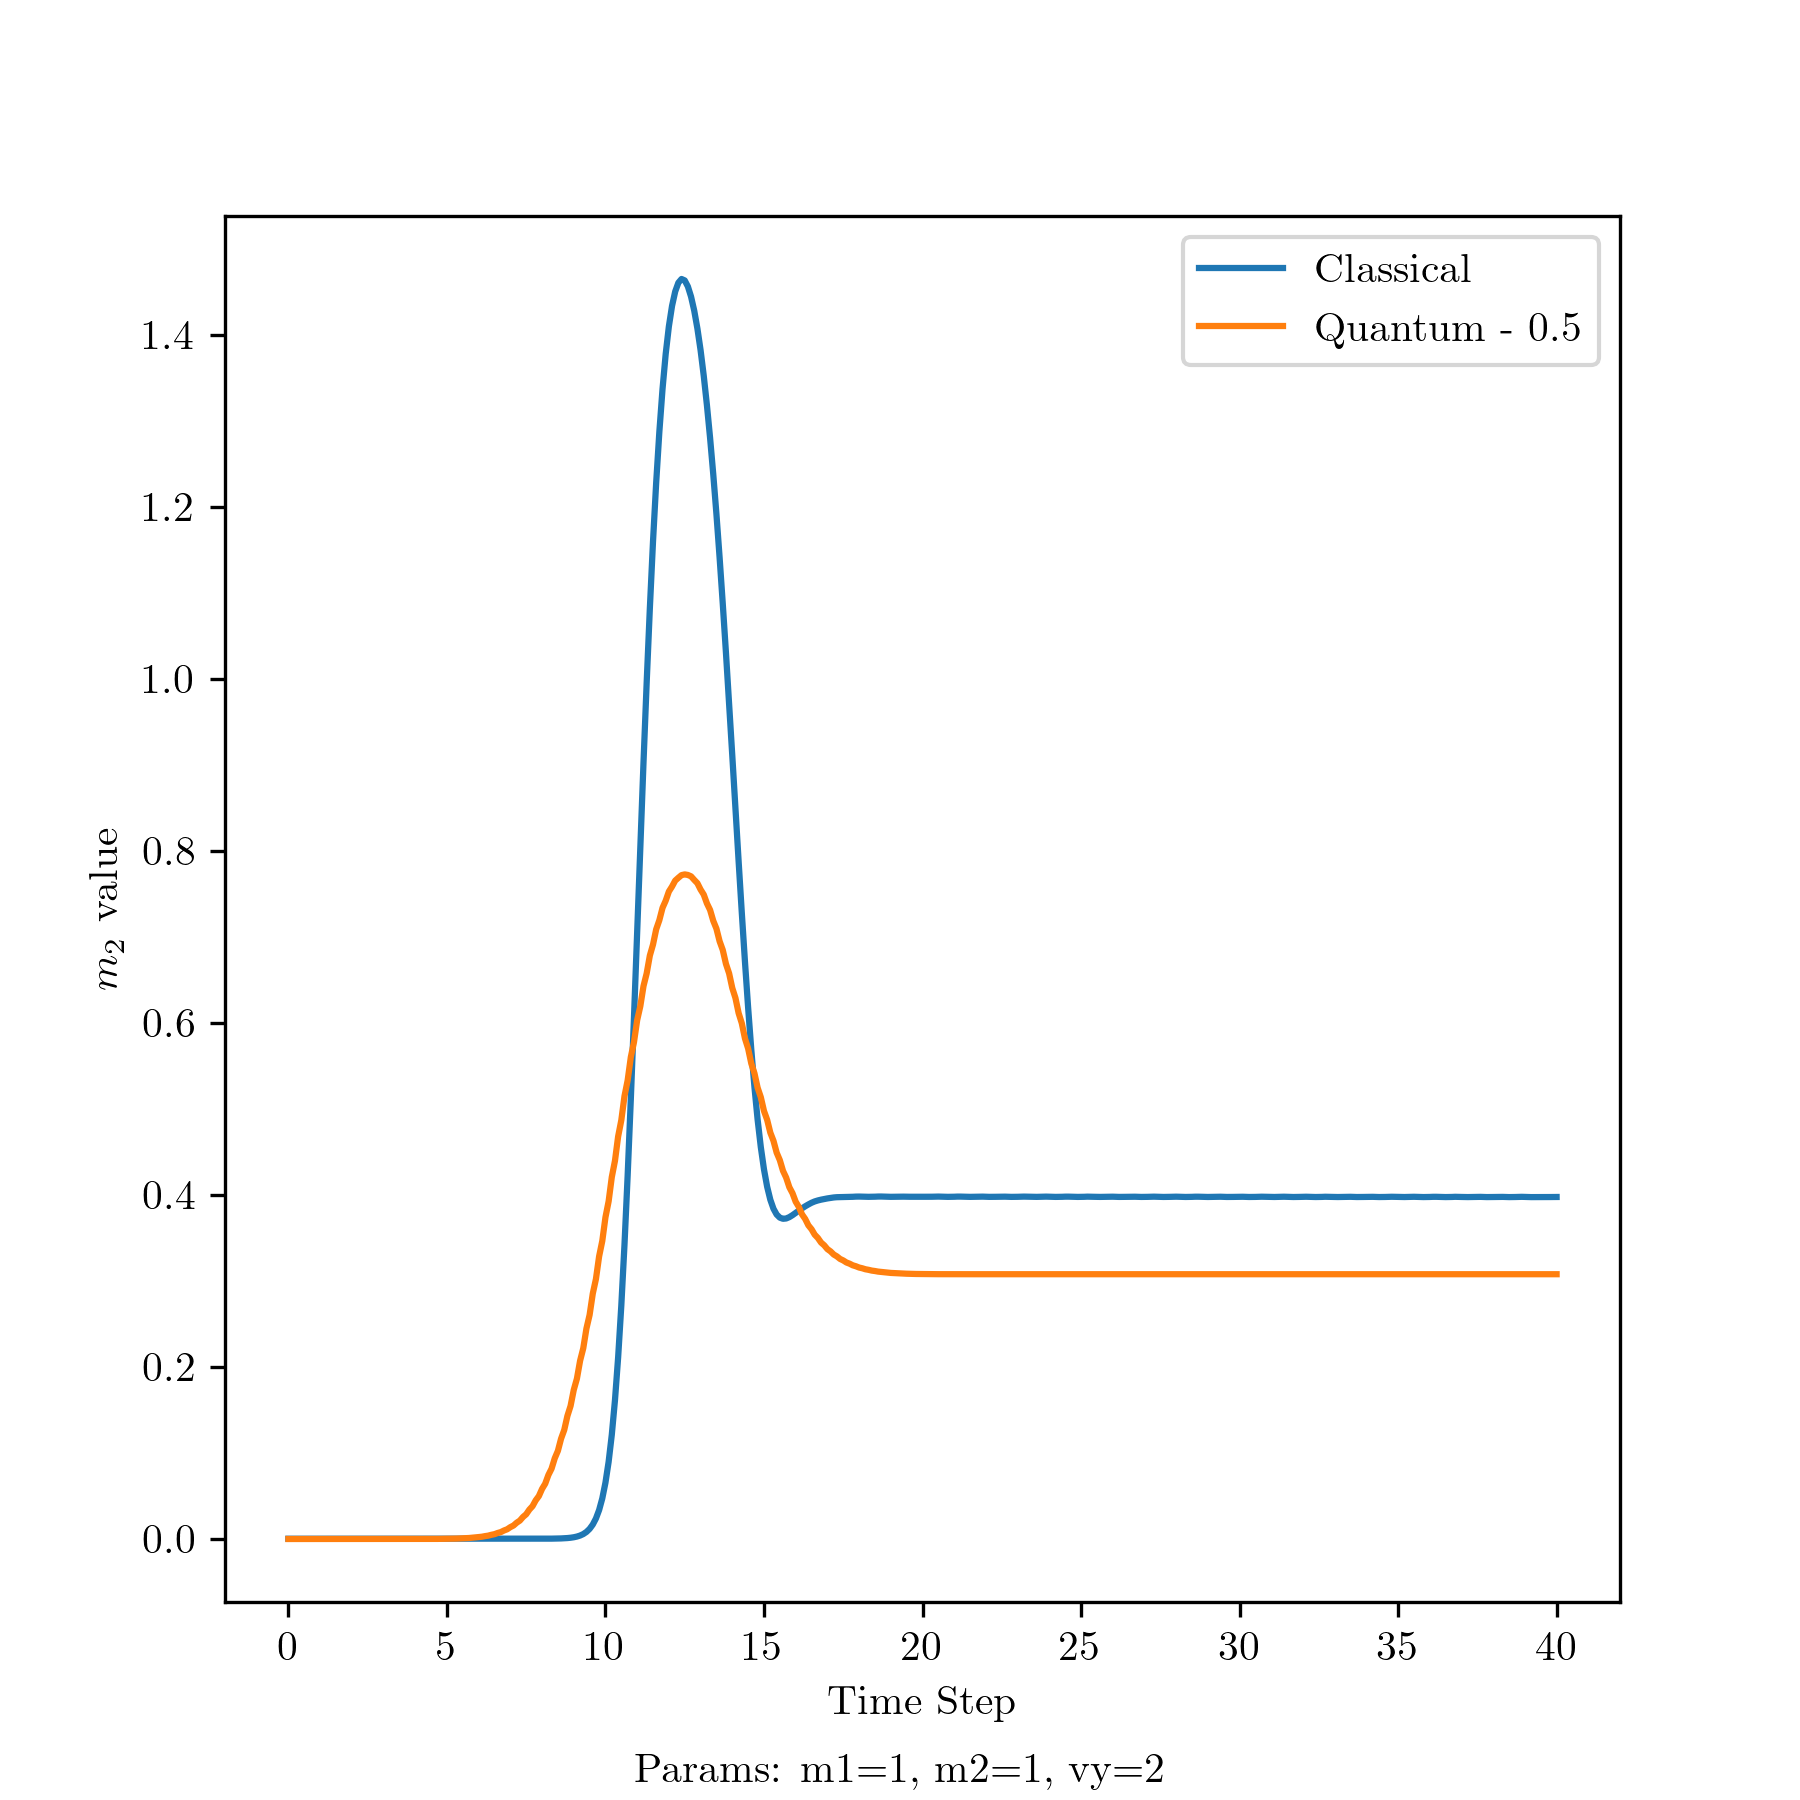 Classical
Quantum - 0.5
1.4
1.2
1.0
0.8
0.6
0.4
0.2
0.0
m₂ value
0 5 10 15 20 25 30 35 40
Time Step
Params: m1=1, m2=1, vy=2